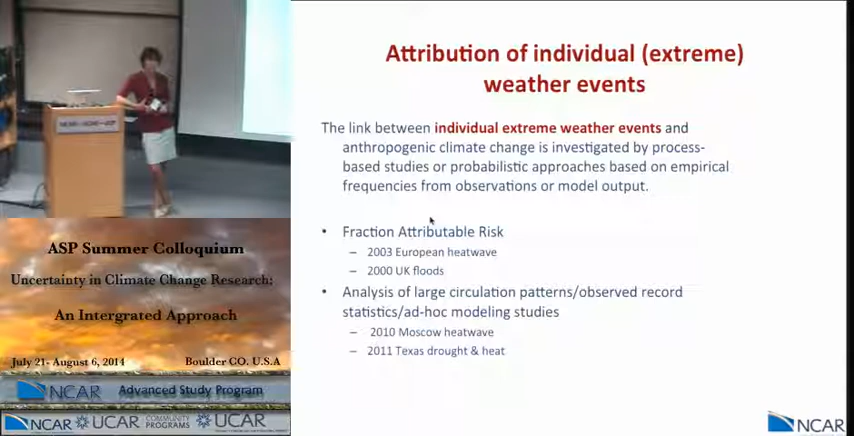 Attribution of individual (extreme)
weather events
The link between individual extreme weather events and
anthropogenic climate change is investigated by process-
based studies or probabilistic approaches based on empirical
frequencies from observations or model output.
• Fraction Attributable Risk
– 2003 European heatwave
– 2000 UK floods
• Analysis of large circulation patterns/observed record
statistics/ad-hoc modeling studies
– 2010 Moscow heatwave
– 2011 Texas drought & heat
NCAR
ASP Summer Colloquium
Uncertainty in Climate Change Research:
An Intergrated Approach
July 21- August 6, 2014 Boulder CO. U.S.A
NCAR Advanced Study Program
NCAR UCAR COMMUNITY PROGRAMS UCAR